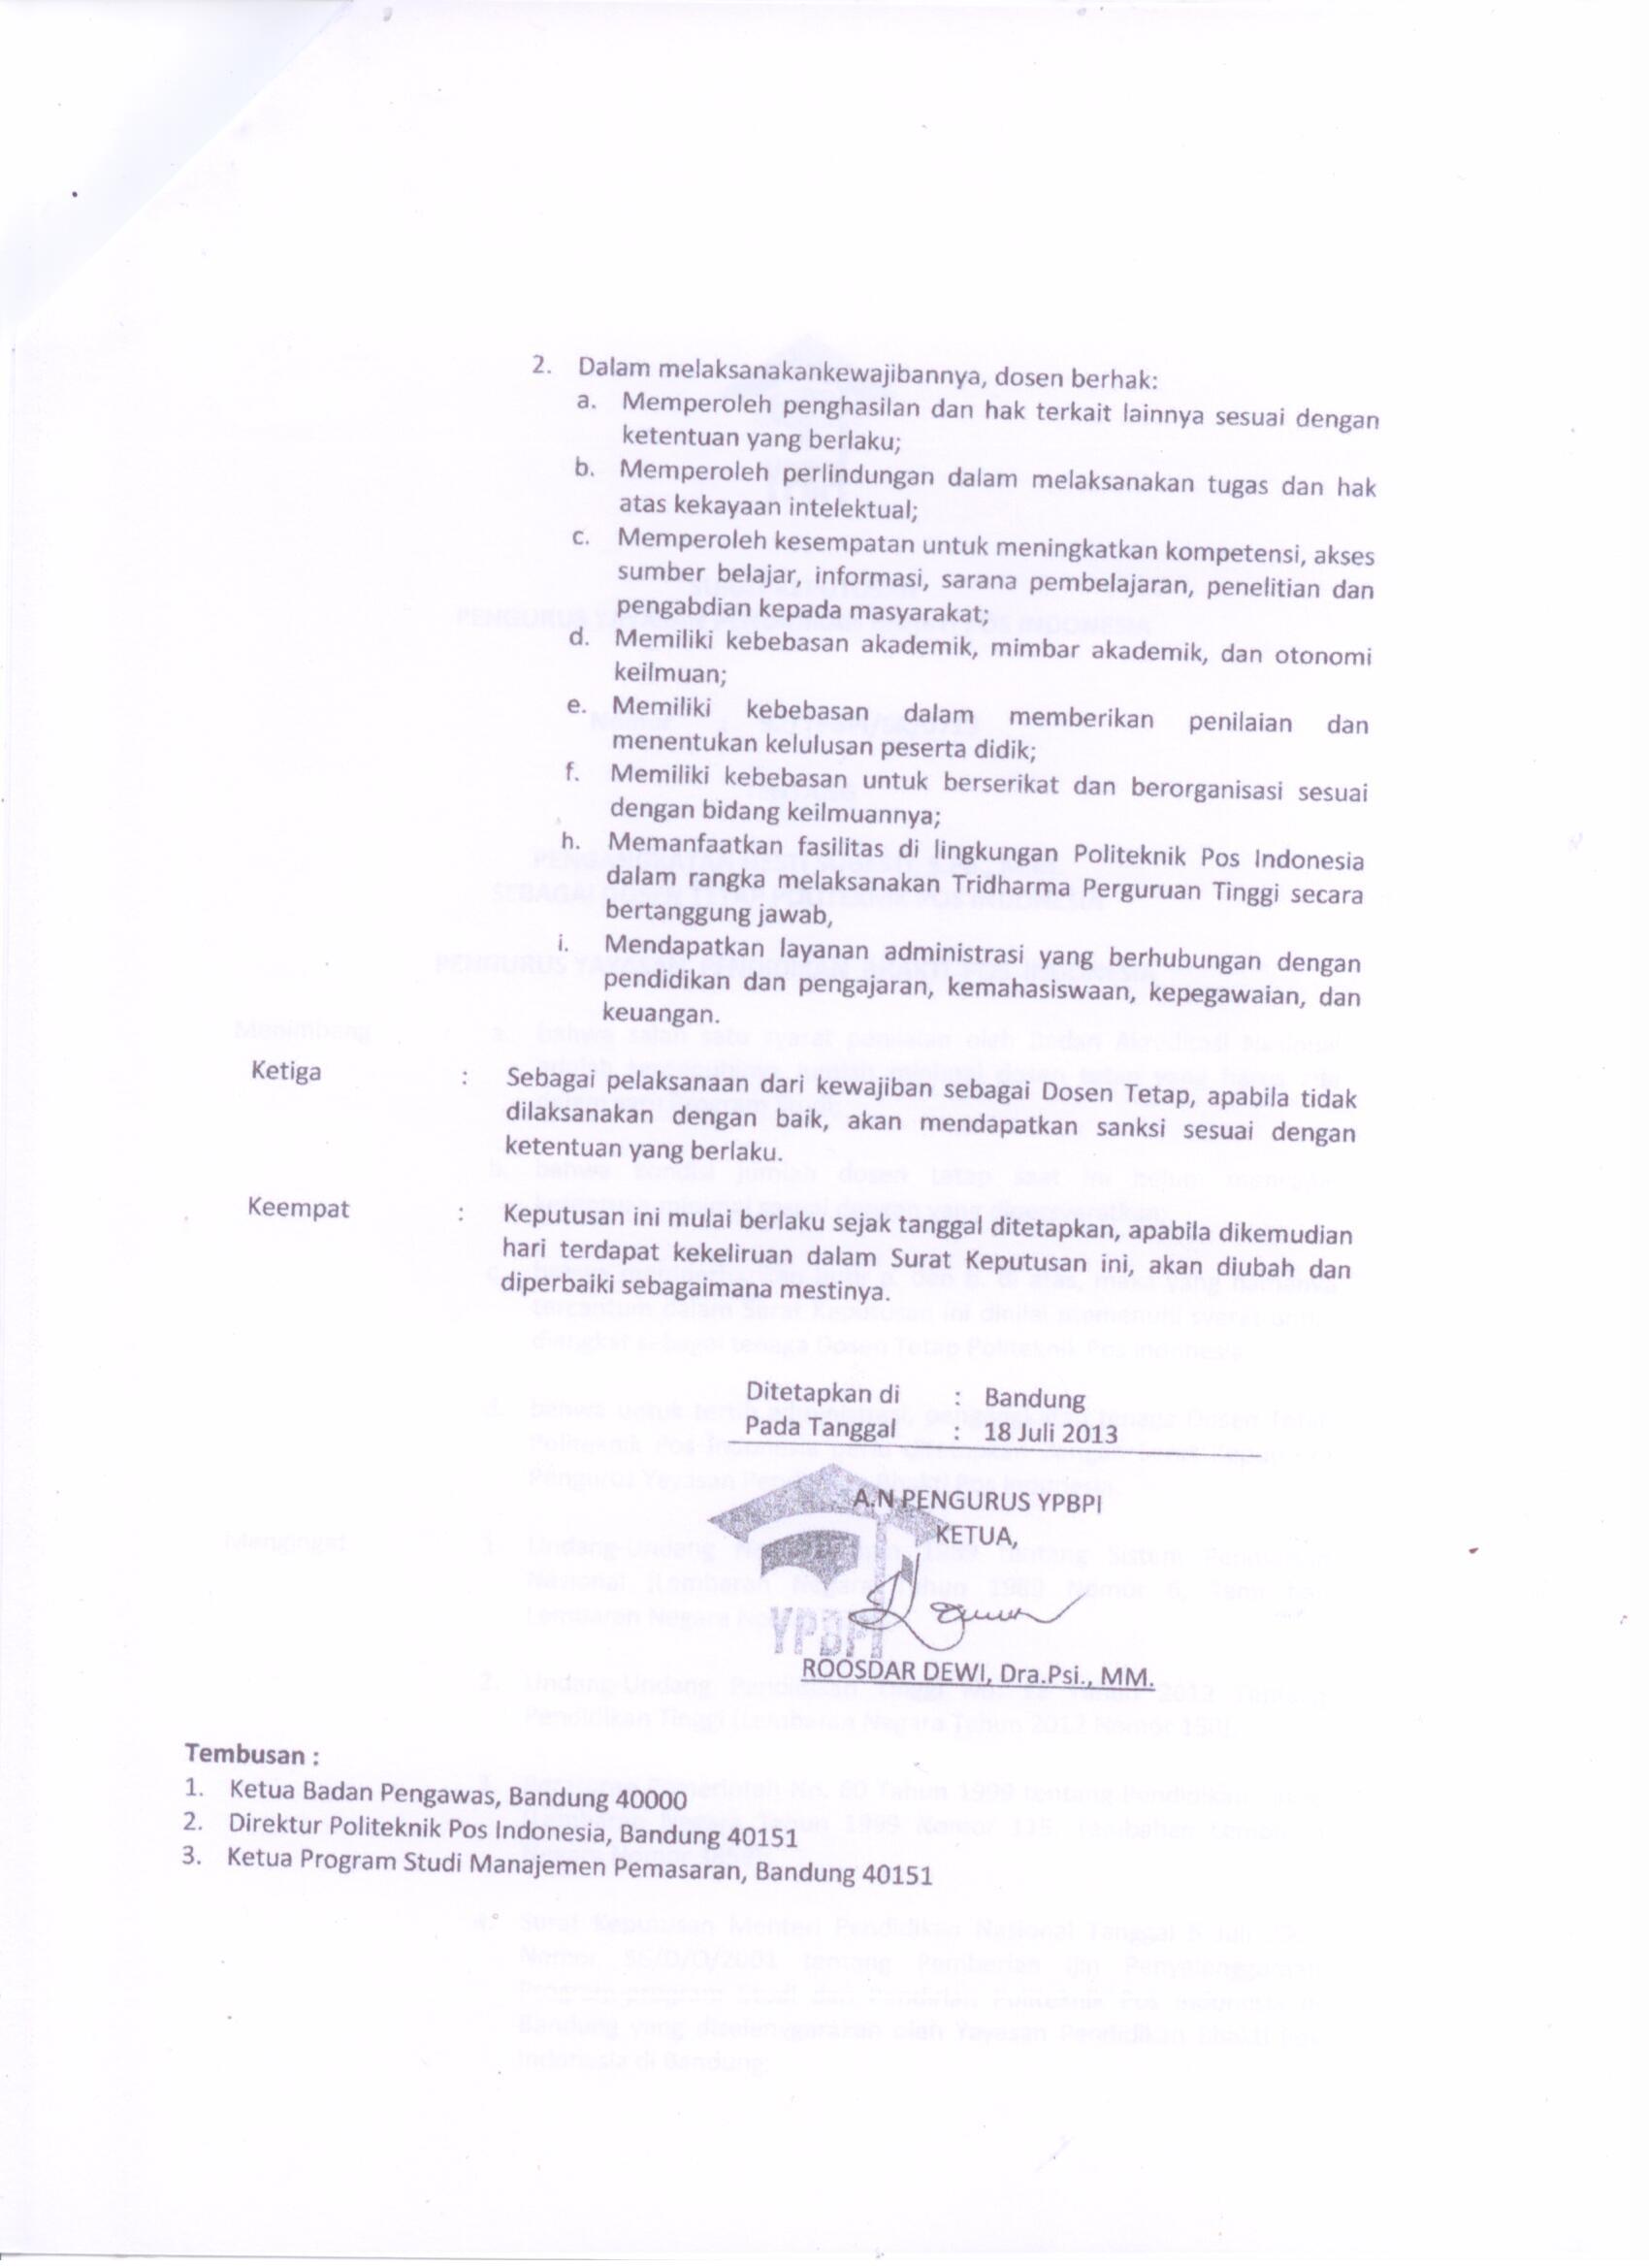 2. Dalam melaksanakankewajibannya, dosen berhak:
a. Memperoleh penghasilan dan hak terkait lainnya sesuai dengan
ketentuan yang berlaku;
b. Memperoleh perlindungan dalam melaksanakan tugas dan hak
atas kekayaan intelektual;
c. Memperoleh kesempatan untuk meningkatkan kompetensi, akses
sumber belajar, informasi, sarana pembelajaran, penelitian dan
pengabdian kepada masyarakat;
d. Memiliki kebebasan akademik, mimbar akademik, dan otonomi
keilmuan;
e. Memiliki kebebasan dalam memberikan penilaian dan
menentukan kelulusan peserta didik;
f. Memiliki kebebasan untuk berserikat dan berorganisasi sesuai
dengan bidang keilmuannya;
h. Memanfaatkan fasilitas di lingkungan Politeknik Pos Indonesia
dalam rangka melaksanakan Tridharma Perguruan Tinggi secara
bertanggung jawab,
i. Mendapatkan layanan administrasi yang berhubungan dengan
pendidikan dan pengajaran, kemahasiswaan, kepegawaian, dan
keuangan.
Ketiga : Sebagai pelaksanaan dari kewajiban sebagai Dosen Tetap, apabila tidak
dilaksanakan dengan baik, akan mendapatkan sanksi sesuai dengan
ketentuan yang berlaku.
Keempat : Keputusan ini mulai berlaku sejak tanggal ditetapkan, apabila dikemudian
hari terdapat kekeliruan dalam Surat Keputusan ini, akan diubah dan
diperbaiki sebagaimana mestinya.
Ditetapkan di : Bandung
Pada Tanggal : 18 Juli 2013
A.N PENGURUS YPBPI
KETUA,
YPBPI
ROOSDAR DEWI, Dra.Psi., MM.
Tembusan :
1. Ketua Badan Pengawas, Bandung 40000
2. Direktur Politeknik Pos Indonesia, Bandung 40151
3. Ketua Program Studi Manajemen Pemasaran, Bandung 40151